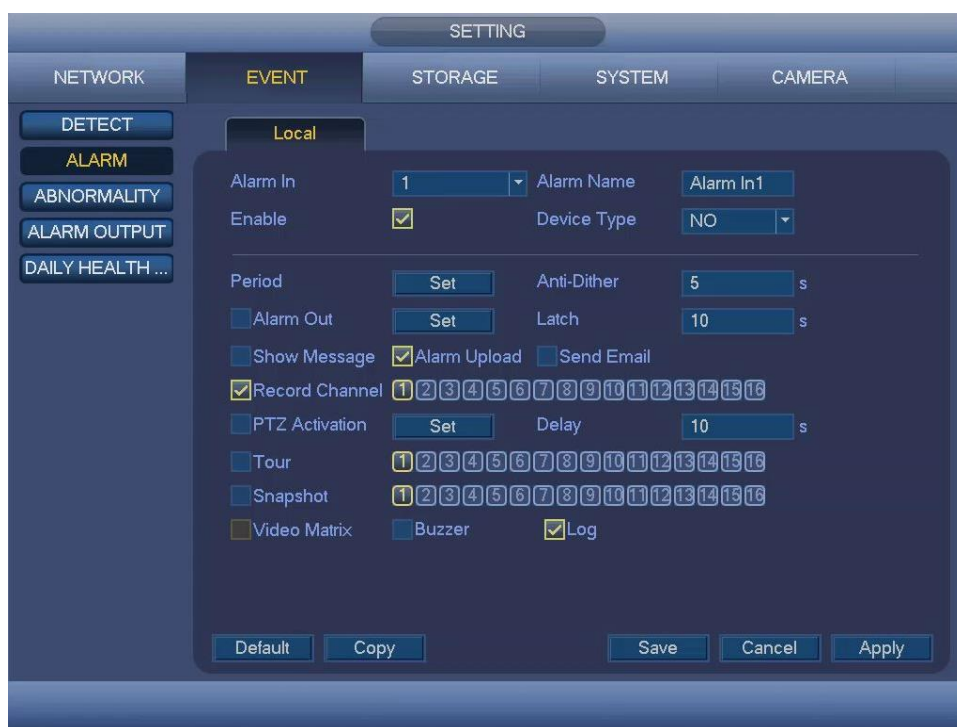 SETTING
NETWORK EVENT STORAGE SYSTEM CAMERA
DETECT
ALARM
ABNORMALITY
ALARM OUTPUT
DAILY HEALTH ...
Local
Alarm In 1 Alarm Name Alarm In1
Enable Device Type NO
Period Set Anti-Dither 5 s
Alarm Out Set Latch 10 s
Show Message Alarm Upload Send Email
Record Channel 1 2 3 4 5 6 7 8 9 10 11 12 13 14 15 16
PTZ Activation Set Delay 10 s
Tour 1 2 3 4 5 6 7 8 9 10 11 12 13 14 15 16
Snapshot 1 2 3 4 5 6 7 8 9 10 11 12 13 14 15 16
Video Matrix Buzzer Log
Default Copy Save Cancel Apply